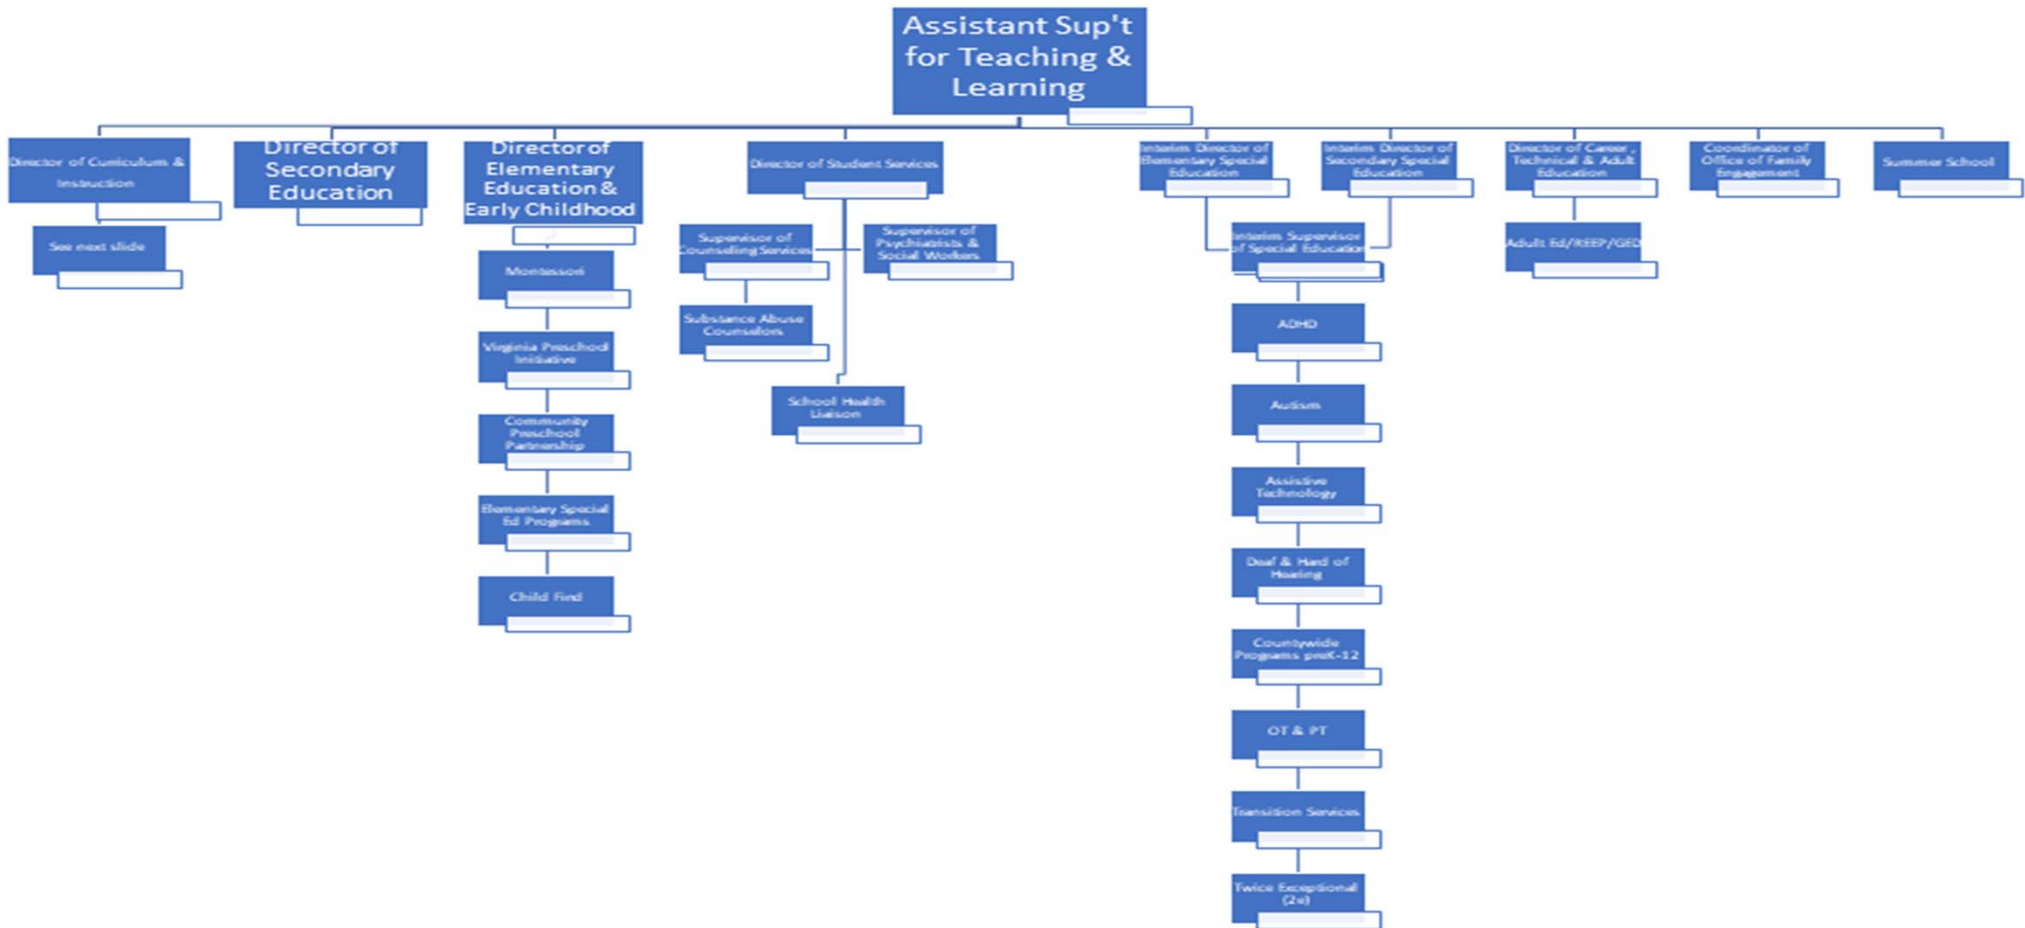 Assistant Sup't
for Teaching &
Learning
Director of Curriculum &
Instruction
Director of
Secondary
Education
Director of
Elementary
Education &
Early Childhood
Director of Student Services
Interim Director of
Elementary Special
Education
Interim Director of
Secondary Special
Education
Director of Career,
Technical & Adult
Education
Coordinator of
Office of Family
Engagement
Summer School
See next slide
Montessori
Virginia Preschool
Initiative
Community
Preschool
Partnership
Elementary Special
Ed Programs
Child Find
Supervisor of
Counseling Services
Supervisor of
Psychiatrists &
Social Workers
Substance Abuse
Counselors
School Health
Liaison
Interim Supervisor
of Special Education
ADHD
Autism
Assistive
Technology
Deaf & Hard of
Hearing
Countywide
Programs preK-12
OT & PT
Transition Services
Twice Exceptional
(2e)
Adult Ed/REEP/GED